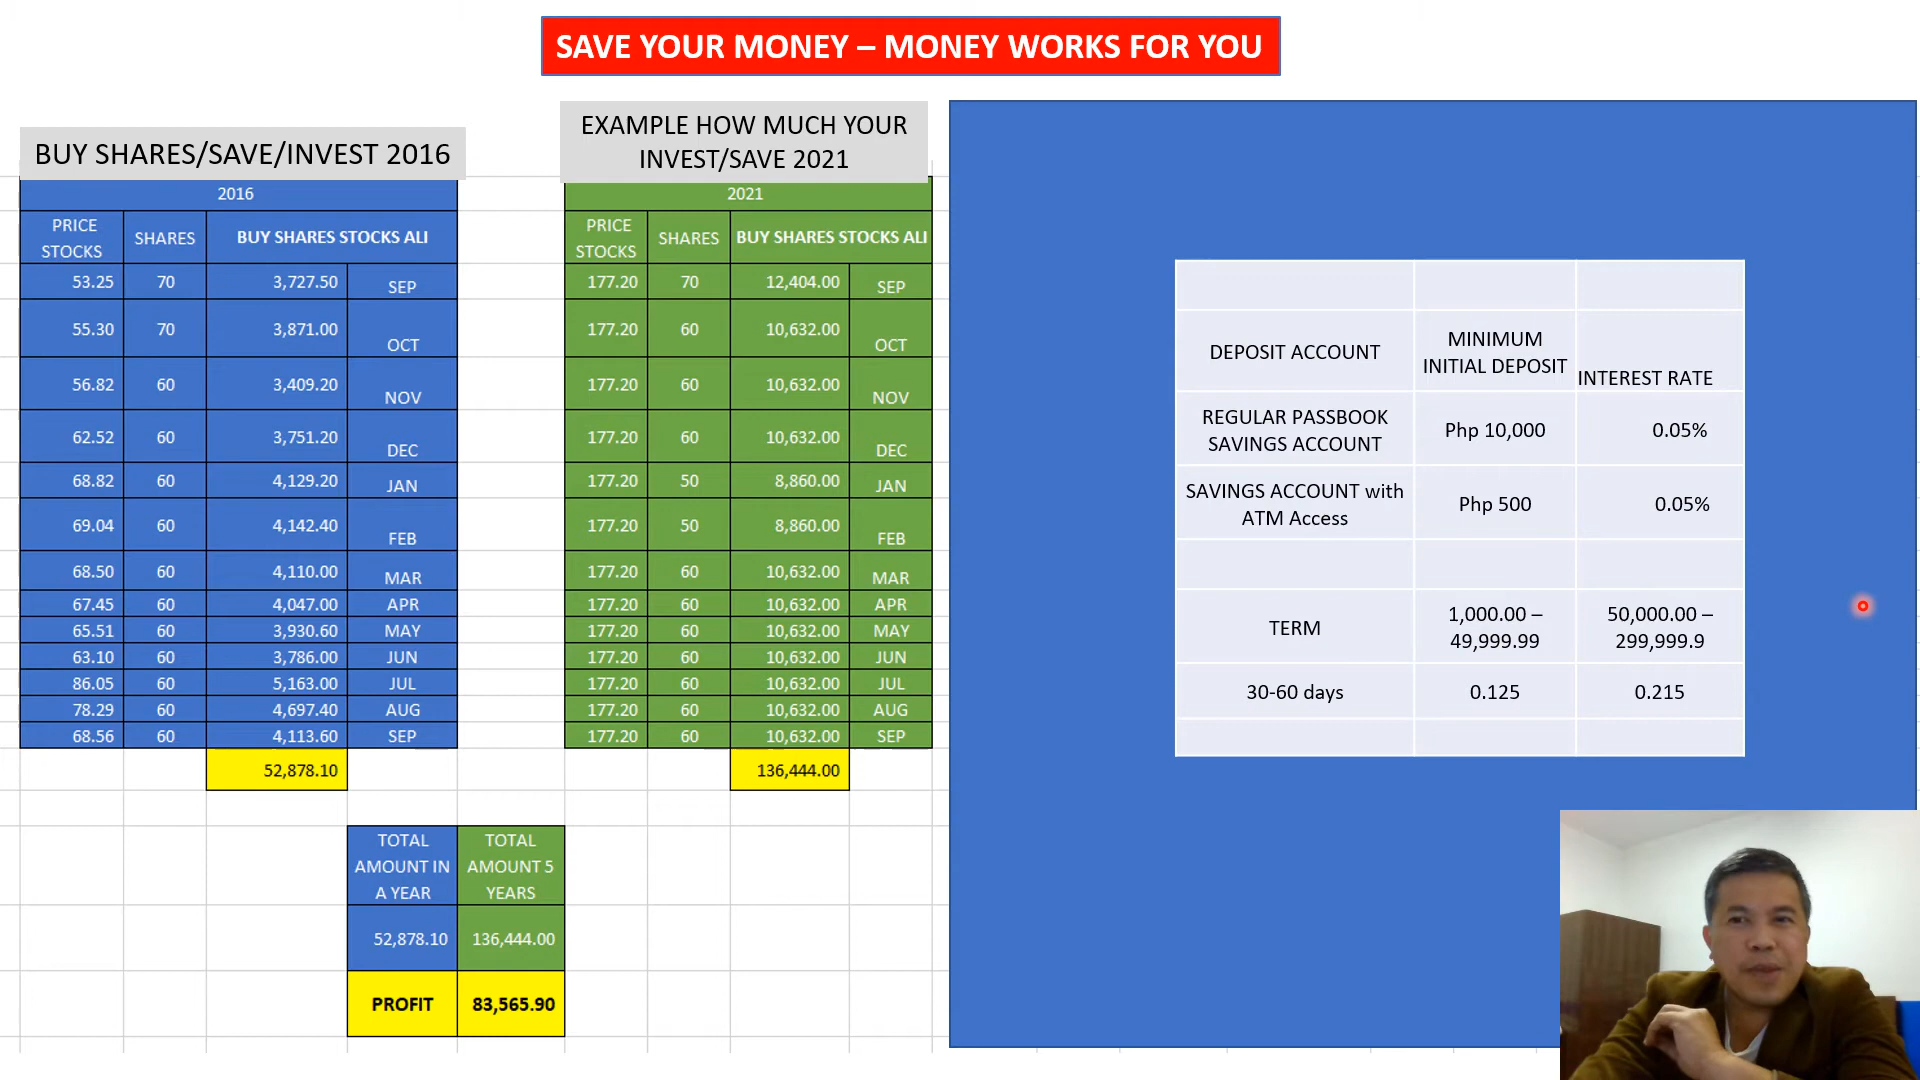 SAVE YOUR MONEY – MONEY WORKS FOR YOU
BUY SHARES/SAVE/INVEST 2016
2016
PRICE STOCKS SHARES BUY SHARES STOCKS ALI
53.25 70 3,727.50 SEP
55.30 70 3,871.00 OCT
56.82 60 3,409.20 NOV
62.52 60 3,751.20 DEC
68.82 60 4,129.20 JAN
69.04 60 4,142.40 FEB
68.50 60 4,110.00 MAR
67.45 60 4,047.00 APR
65.51 60 3,930.60 MAY
63.10 60 3,786.00 JUN
86.05 60 5,163.00 JUL
78.29 60 4,697.40 AUG
68.56 60 4,113.60 SEP
52,878.10
EXAMPLE HOW MUCH YOUR
INVEST/SAVE 2021
2021
PRICE STOCKS SHARES BUY SHARES STOCKS ALI
177.20 70 12,404.00 SEP
177.20 60 10,632.00 OCT
177.20 60 10,632.00 NOV
177.20 60 10,632.00 DEC
177.20 50 8,860.00 JAN
177.20 50 8,860.00 FEB
177.20 60 10,632.00 MAR
177.20 60 10,632.00 APR
177.20 60 10,632.00 MAY
177.20 60 10,632.00 JUN
177.20 60 10,632.00 JUL
177.20 60 10,632.00 AUG
177.20 60 10,632.00 SEP
136,444.00
TOTAL AMOUNT IN A YEAR TOTAL AMOUNT 5 YEARS
52,878.10 136,444.00
PROFIT 83,565.90
DEPOSIT ACCOUNT MINIMUM INITIAL DEPOSIT INTEREST RATE
REGULAR PASSBOOK SAVINGS ACCOUNT Php 10,000 0.05%
SAVINGS ACCOUNT with ATM Access Php 500 0.05%
TERM 1,000.00 – 49,999.99 50,000.00 – 299,999.9
30-60 days 0.125 0.215